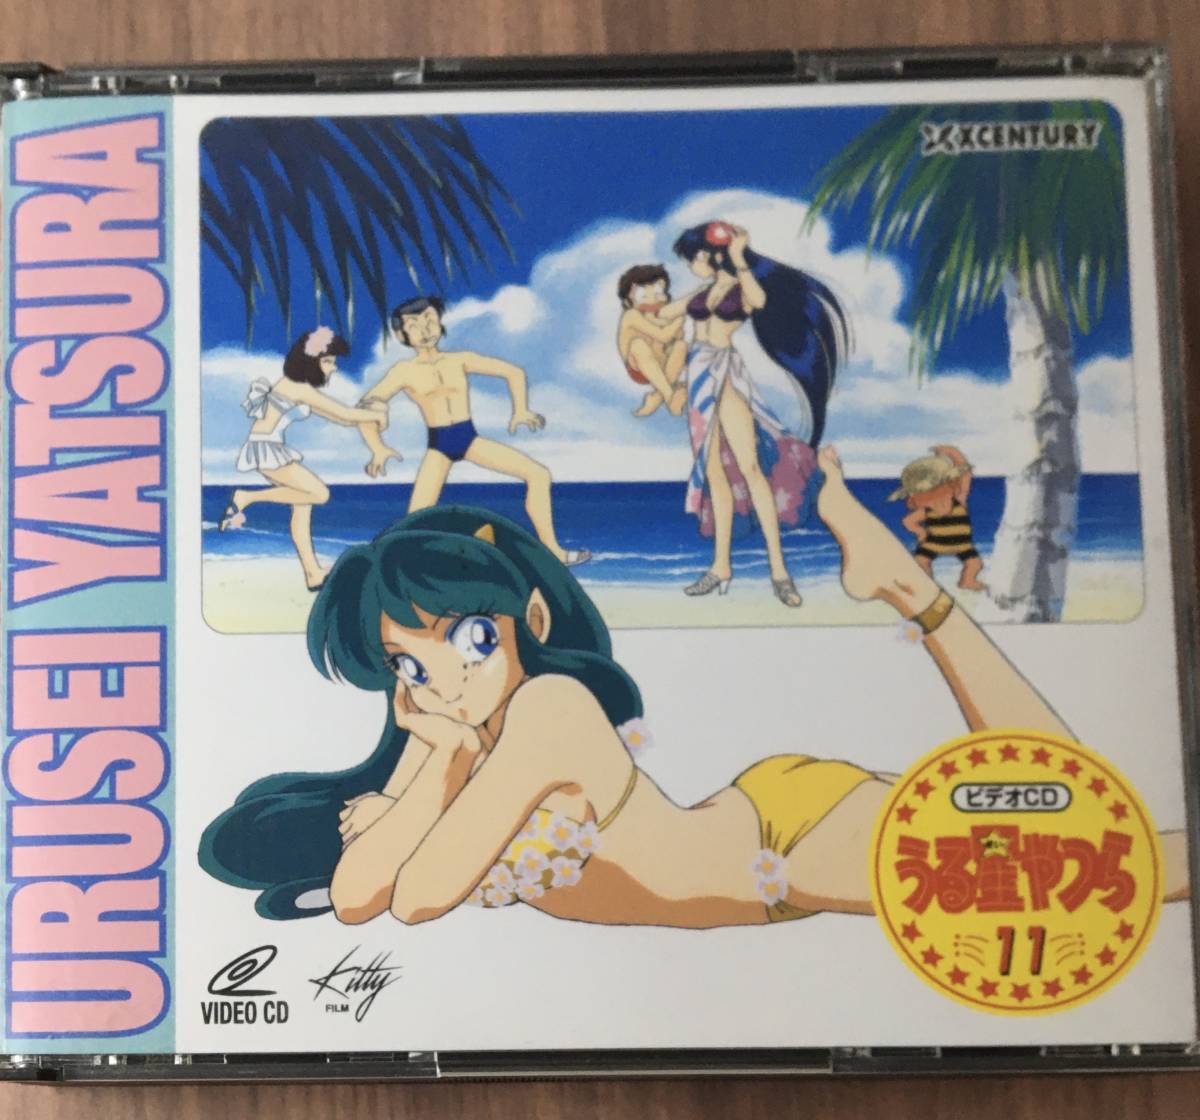 URUSEI YATSURA
XCENTURY
ビデオCD
うる星やつら
11
VIDEO CD
Kitty
FILM